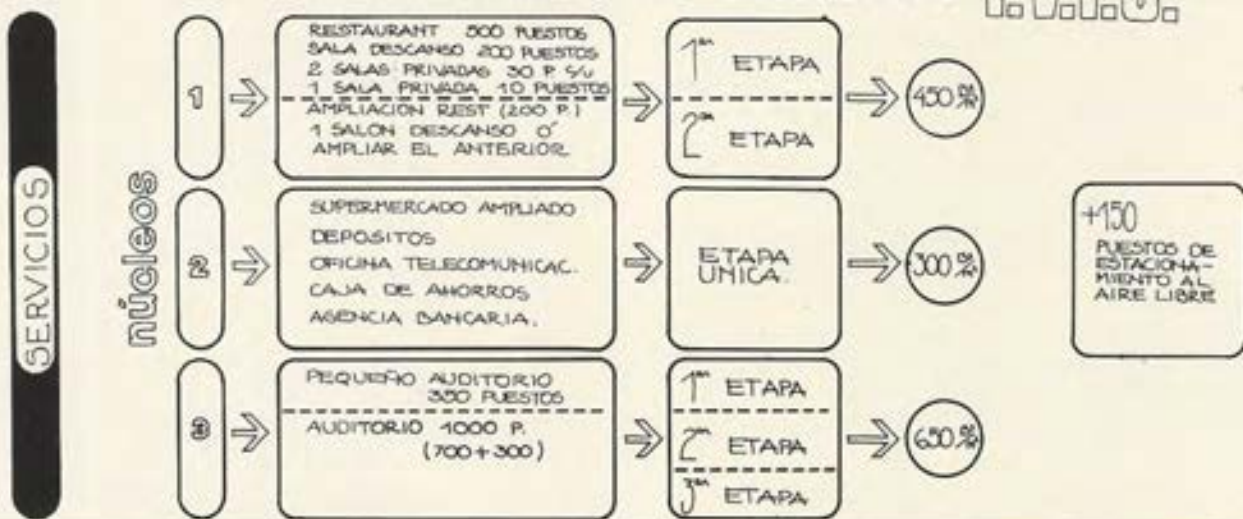 SERVICIOS
núcleos
1
RESTAURANT 500 PUESTOS
SALA DESCANSO 200 PUESTOS
2 SALAS PRIVADAS 30 P. c/u
1 SALA PRIVADA 10 PUESTOS
AMPLIACION REST (200 P.)
1 SALON DESCANSO O'
AMPLIAR EL ANTERIOR
1ra ETAPA
2da ETAPA
450
2
SUPERMERCADO AMPLIADO
DEPOSITOS
OFICINA TELECOMUNICAC.
CAJA DE AHORROS
AGENCIA BANCARIA.
ETAPA
UNICA.
300
3
PEQUEÑO AUDITORIO
350 PUESTOS
AUDITORIO 1000 P.
(700+300)
1ra ETAPA
2da ETAPA
3ra ETAPA
650
+150
PUESTOS DE
ESTACIONA-
MIENTO AL
AIRE LIBRE